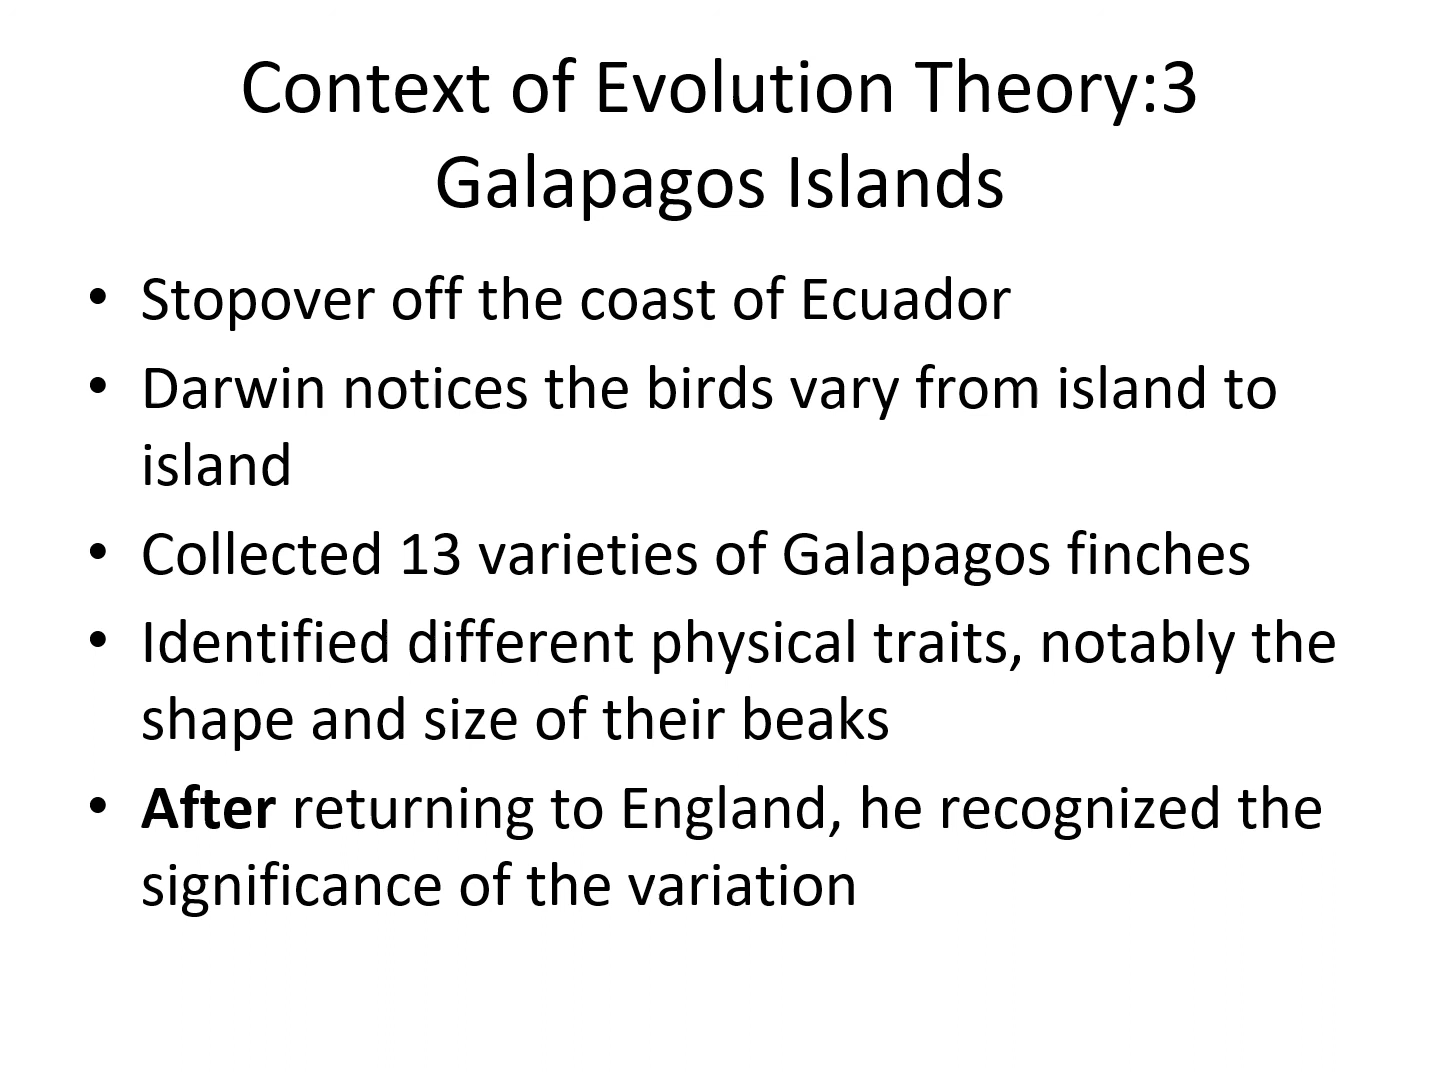 Context of Evolution Theory:3
Galapagos Islands
• Stopover off the coast of Ecuador
• Darwin notices the birds vary from island to
island
• Collected 13 varieties of Galapagos finches
• Identified different physical traits, notably the
shape and size of their beaks
• After returning to England, he recognized the
significance of the variation